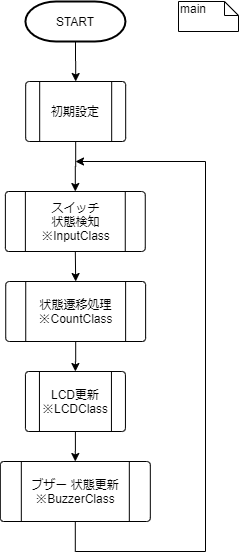 START
main
初期設定
スイッチ
状態検知
※InputClass
状態遷移処理
※CountClass
LCD更新
※LCDClass
ブザー 状態更新
※BuzzerClass